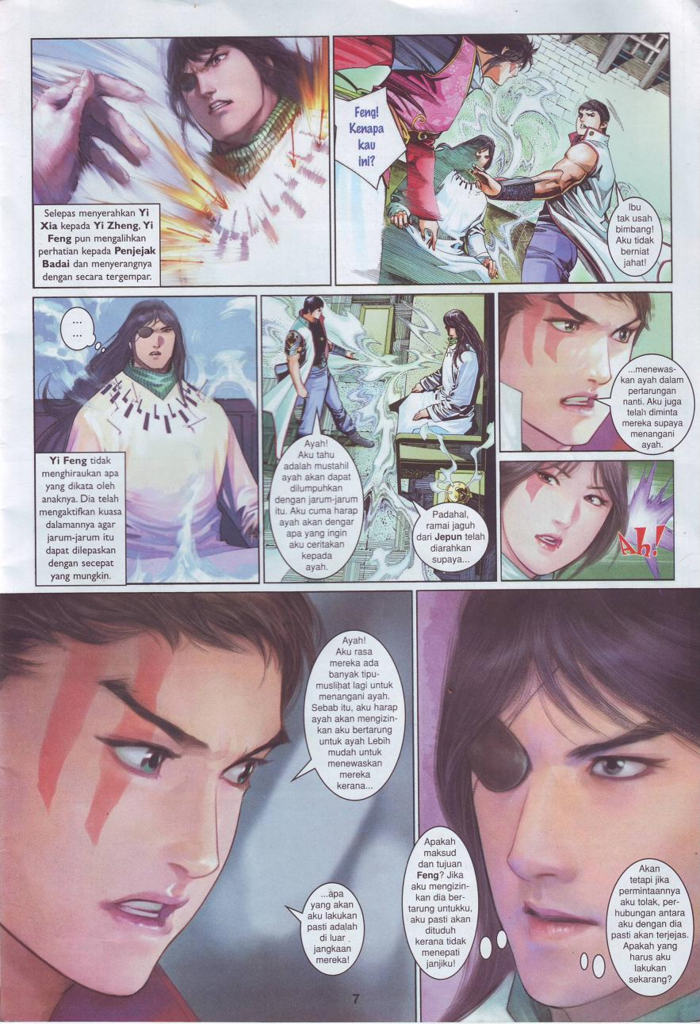 Selepas menyerahkan Yi
Xia kepada Yi Zheng, Yi
Feng pun mengalihkan
perhatian kepada Penjejak
Badai dan menyerangnya
dengan secara tergempar.
Feng!
Kenapa
kau
ini?
Ibu
tak usah
bimbang!
Aku tidak
berniat
jahat!
...
...
Yi Feng tidak
menghiraukan apa
yang dikata oleh
anaknya. Dia telah
mengaktifkan kuasa
dalamannya agar
jarum-jarum itu
dapat dilepaskan
dengan secepat
yang mungkin.
Ayah!
Aku tahu
adalah mustahil
ayah akan dapat
dilumpuhkan
dengan jarum-jarum
itu. Aku cuma harap
ayah akan dengar
apa yang ingin
aku ceritakan
kepada
ayah.
Padahal,
ramai jaguh
dari Jepun telah
diarahkan
supaya...
...menewas-
kan ayah dalam
pertarungan
nanti. Aku juga
telah diminta
mereka supaya
menangani
ayah.
Ah!
Ayah!
Aku rasa
mereka ada
banyak tipu-
muslihat lagi untuk
menangani ayah.
Sebab itu, aku harap
ayah akan mengizin-
kan aku bertarung
untuk ayah Lebih
mudah untuk
menewaskan
mereka
kerana...
...apa
yang akan
aku lakukan
pasti adalah
di luar
jangkaan
mereka!
Apakah
maksud
dan tujuan
Feng? Jika
aku mengizin-
kan dia ber-
tarung untukku,
aku pasti akan
dituduh
kerana tidak
menepati
janjiku!
Akan
tetapi jika
permintaannya
aku tolak, per-
hubungan antara
aku dengan dia
pasti akan terjejas.
Apakah yang
harus aku
lakukan
sekarang?
7